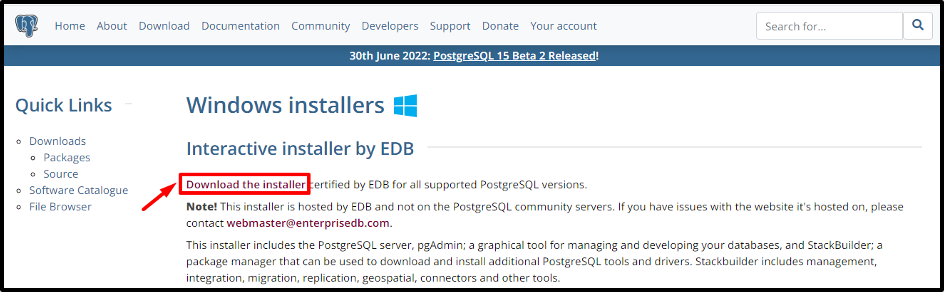 Home About Download Documentation Community Developers Support Donate Your account Search for...
30th June 2022: PostgreSQL 15 Beta 2 Released!
Quick Links
Downloads
Packages
Source
Software Catalogue
File Browser
Windows installers
Interactive installer by EDB
Download the installer certified by EDB for all supported PostgreSQL versions.
Note! This installer is hosted by EDB and not on the PostgreSQL community servers. If you have issues with the website it's hosted on, please
contact webmaster@enterprisedb.com.
This installer includes the PostgreSQL server, pgAdmin; a graphical tool for managing and developing your databases, and StackBuilder; a
package manager that can be used to download and install additional PostgreSQL tools and drivers. Stackbuilder includes management,
integration, migration, replication, geospatial, connectors and other tools.